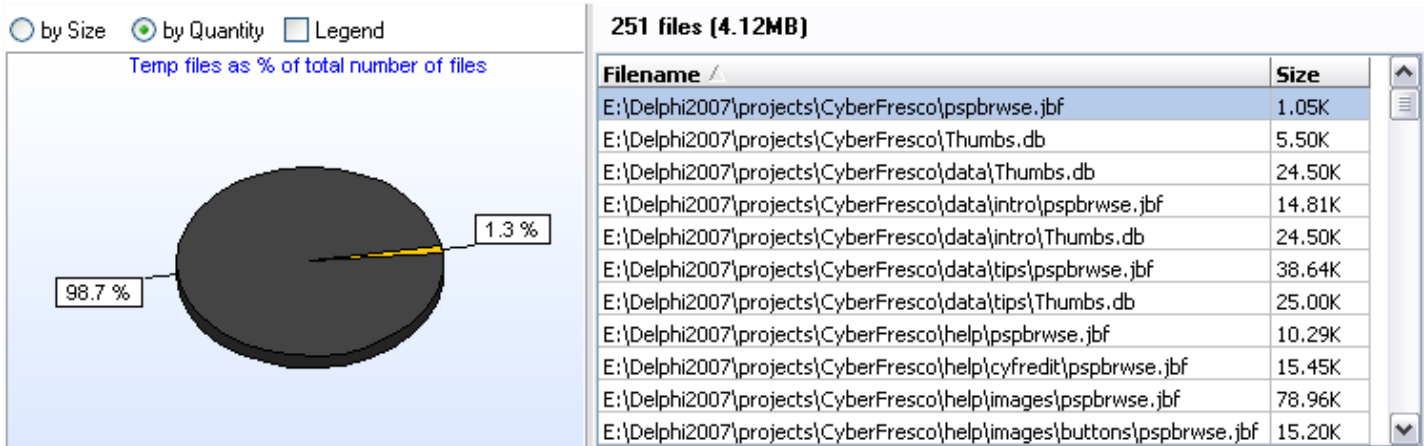 by Size by Quantity Legend
Temp files as % of total number of files
1.3 %
98.7 %
251 files (4.12MB)
Filename Size
E:\Delphi2007\projects\CyberFresco\pspbrwse.jbf 1.05K
E:\Delphi2007\projects\CyberFresco\Thumbs.db 5.50K
E:\Delphi2007\projects\CyberFresco\data\Thumbs.db 24.50K
E:\Delphi2007\projects\CyberFresco\data\intro\pspbrwse.jbf 14.81K
E:\Delphi2007\projects\CyberFresco\data\intro\Thumbs.db 24.50K
E:\Delphi2007\projects\CyberFresco\data\tips\pspbrwse.jbf 38.64K
E:\Delphi2007\projects\CyberFresco\data\tips\Thumbs.db 25.00K
E:\Delphi2007\projects\CyberFresco\help\pspbrwse.jbf 10.29K
E:\Delphi2007\projects\CyberFresco\help\cyfredit\pspbrwse.jbf 15.45K
E:\Delphi2007\projects\CyberFresco\help\images\pspbrwse.jbf 78.96K
E:\Delphi2007\projects\CyberFresco\help\images\buttons\pspbrwse.jbf 15.20K